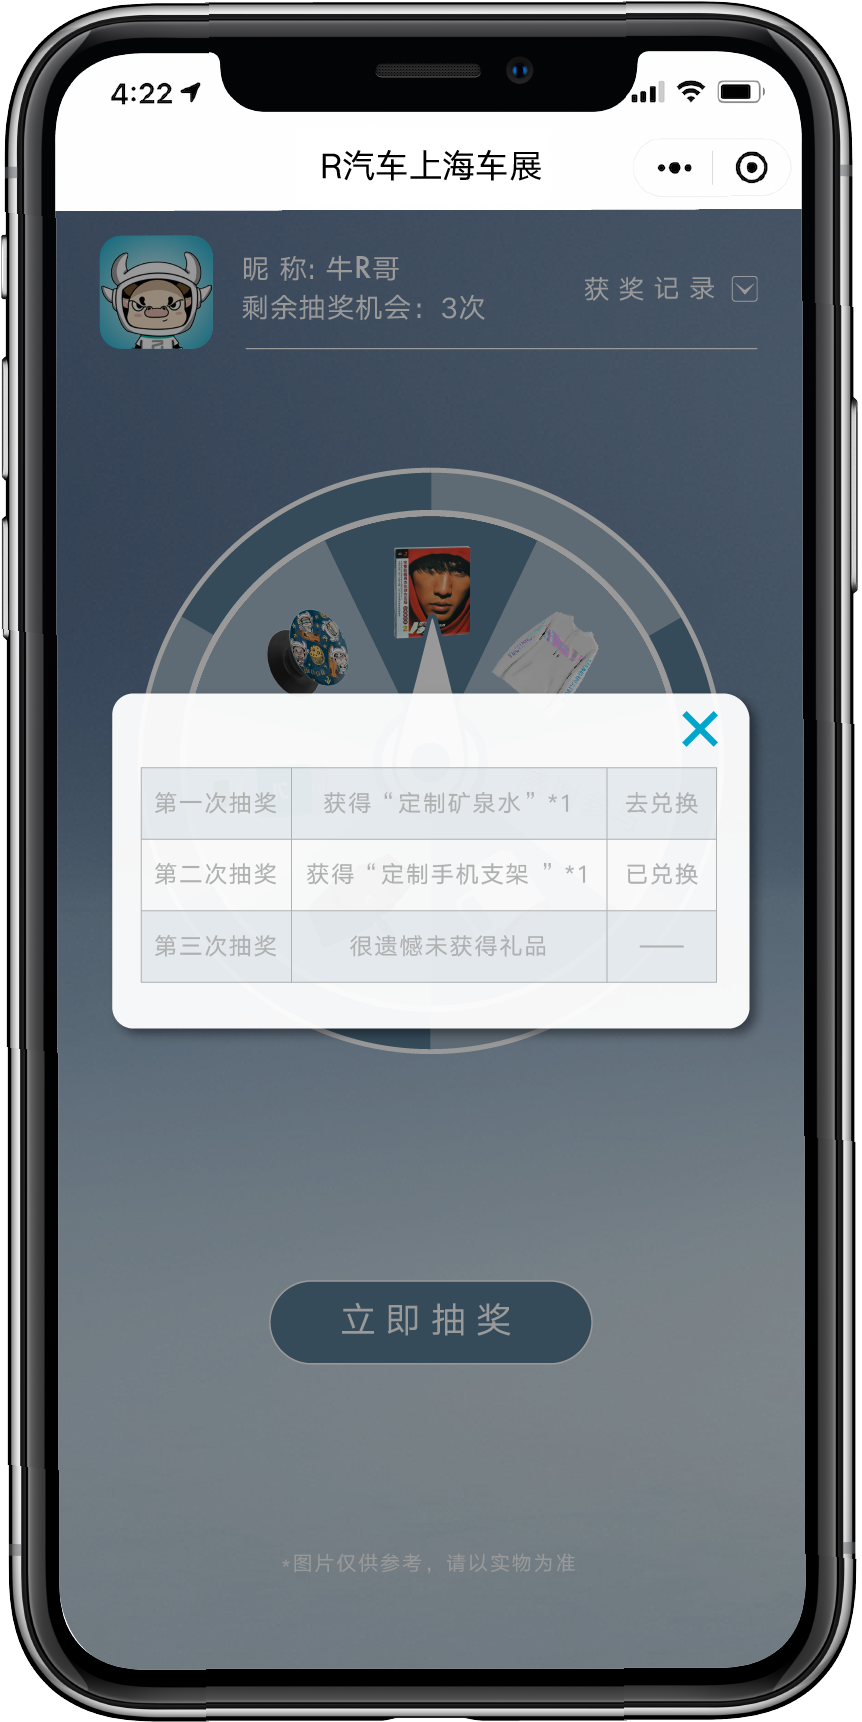 4:22
R汽车上海车展
昵 称: 牛R哥
剩余抽奖机会：3次
获奖记录
第一次抽奖 获得“定制矿泉水”*1 去兑换
第二次抽奖 获得“定制手机支架 ”*1 已兑换
第三次抽奖 很遗憾未获得礼品 ——
立即抽奖
*图片仅供参考，请以实物为准